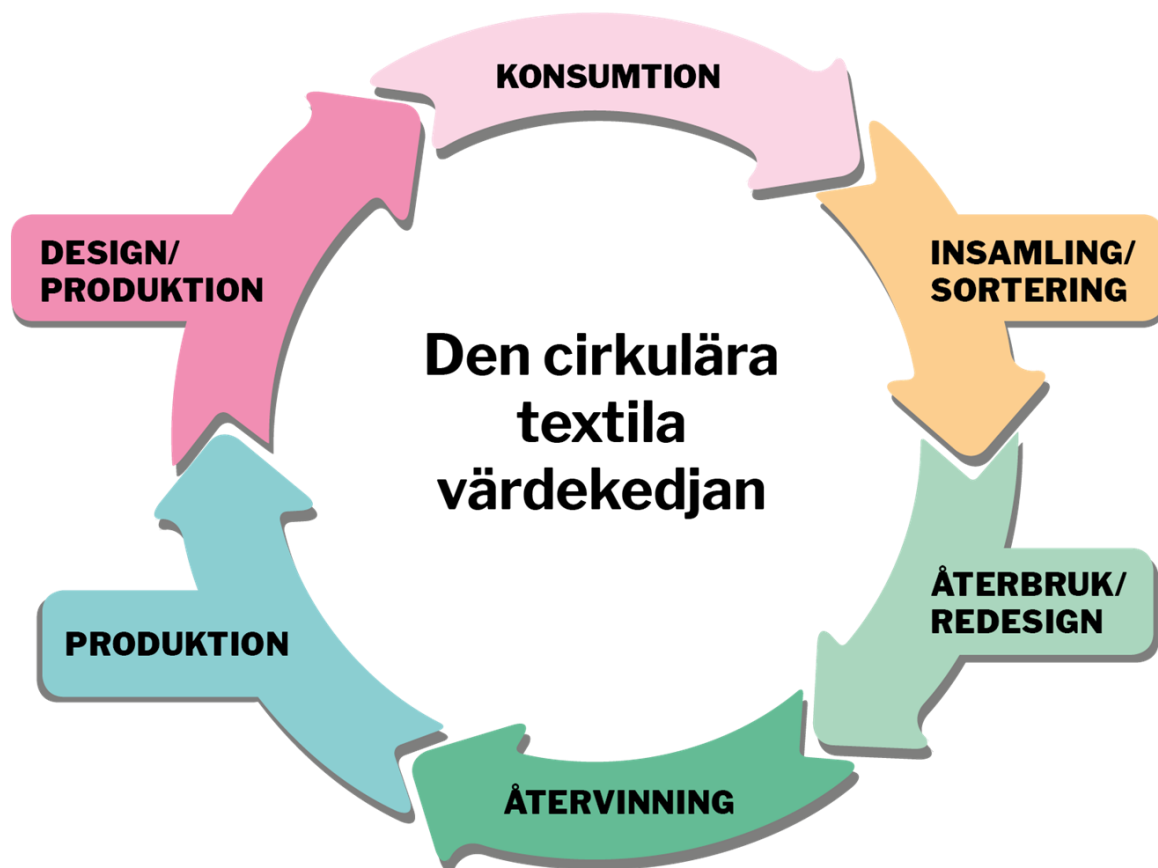 KONSUMTION
DESIGN/
PRODUKTION
INSAMLING/
SORTERING
Den cirkulära
textila
värdekedjan
ÅTERBRUK/
REDESIGN
PRODUKTION
ÅTERVINNING